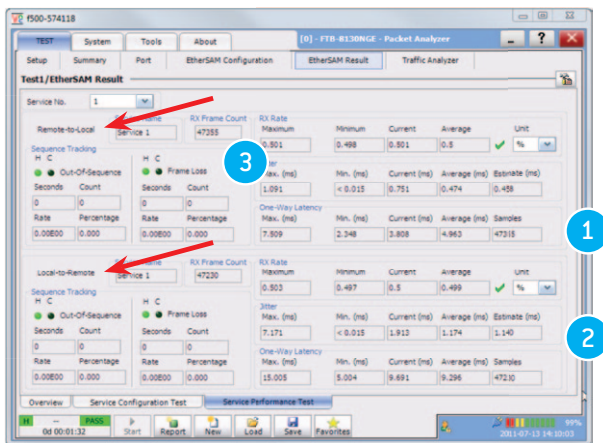 f500-574118
TEST System Tools About [0] - FTB-8130NGE - Packet Analyzer
Setup Summary Port EtherSAM Configuration EtherSAM Result Traffic Analyzer
Test1/EtherSAM Result
Service No. 1
Remote-to-Local Service 1 RX Frame Count 47355
RX Rate
Maximum Minimum Current Average Unit
0.501 0.498 0.501 0.5 %
Sequence Tracking
H C Out-Of-Sequence H C Frame Loss
3
Max. (ms) Min. (ms) Current (ms) Average (ms) Estimate (ms)
1.091 < 0.015 0.751 0.474 0.458
Seconds Count Seconds Count
0 0 0 0
One-Way Latency
Rate Percentage Rate Percentage Max. (ms) Min. (ms) Current (ms) Average (ms) Samples
0.00E00 0.000 0.00E00 0.000 7.509 2.348 3.808 4.963 47315
1
Local-to-Remote Service 1 RX Frame Count 47230
RX Rate
Maximum Minimum Current Average Unit
0.503 0.497 0.5 0.499 %
Sequence Tracking
H C Out-Of-Sequence H C Frame Loss
Jitter
Max. (ms) Min. (ms) Current (ms) Average (ms) Estimate (ms)
7.171 < 0.015 1.913 1.174 1.140
2
Seconds Count Seconds Count
0 0 0 0
One-Way Latency
Rate Percentage Rate Percentage Max. (ms) Min. (ms) Current (ms) Average (ms) Samples
0.00E00 0.000 0.00E00 0.000 15.005 5.004 9.691 9.296 47210
Overview Service Configuration Test Service Performance Test
H -- PASS
0d 00:01:32 Start Report New Load Save Favorites 99%
2011-07-13 14:10:03